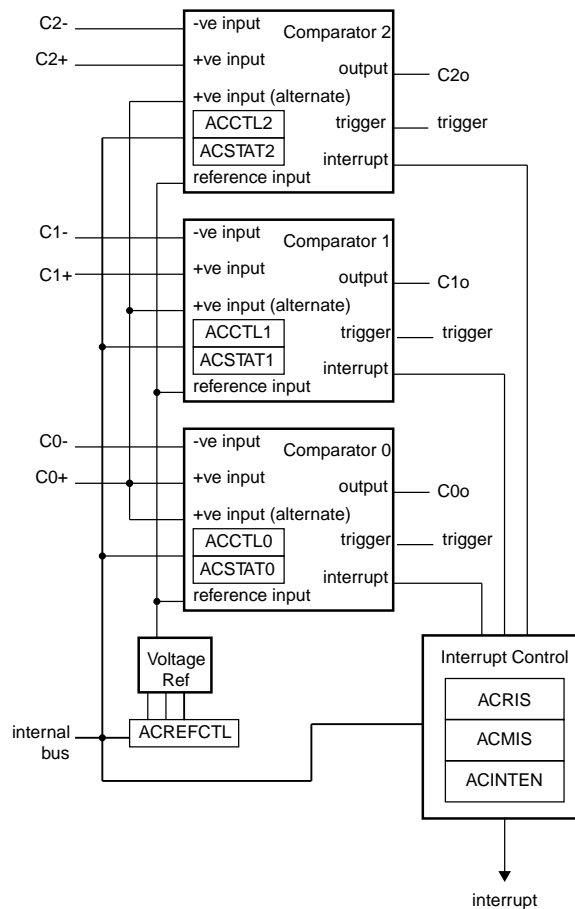 C2-
-ve input
Comparator 2
C2+
+ve input
output
C2o
+ve input (alternate)
ACCTL2
trigger
trigger
ACSTAT2
interrupt
reference input
C1-
-ve input
Comparator 1
C1+
+ve input
output
C1o
+ve input (alternate)
ACCTL1
trigger
trigger
ACSTAT1
interrupt
reference input
C0-
-ve input
Comparator 0
C0+
+ve input
output
C0o
+ve input (alternate)
ACCTL0
trigger
trigger
ACSTAT0
interrupt
reference input
Voltage
Ref
Interrupt Control
ACRIS
internal
bus
ACREFCTL
ACMIS
ACINTEN
interrupt